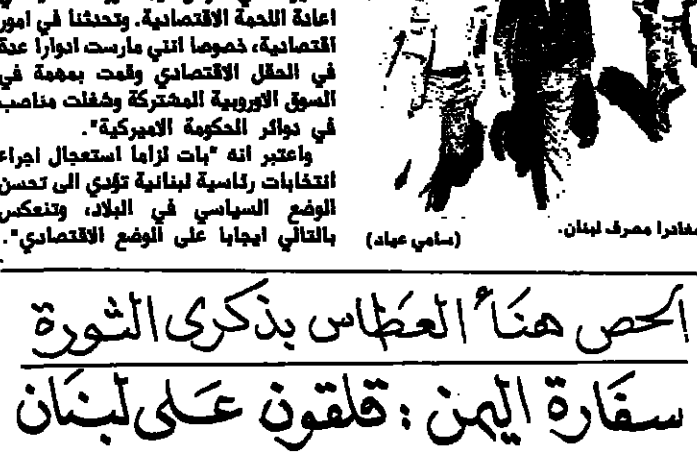 اعادة اللحمة الاقتصادية. وتحدثنا في امور
اقتصادية، خصوصا انني مارست ادوارا عدة
في الحقل الاقتصادي وقمت بمهمة في
السوق الاوروبية المشتركة وشغلت مناصب
في دوائر الحكومة الاميركية".
واعتبر انه "بات لزاما استعجال اجراء
انتخابات رئاسية لبنانية تؤدي الى تحسن
الوضع السياسي في البلاد، وتنعكس
بالتالي ايجابا على الوضع الاقتصادي".
مغادرا مصرف لبنان.
(سامي عياد)
الحص هنأ العطاس بذكرى الثورة
سفارة اليمن : قلقون على لبنان